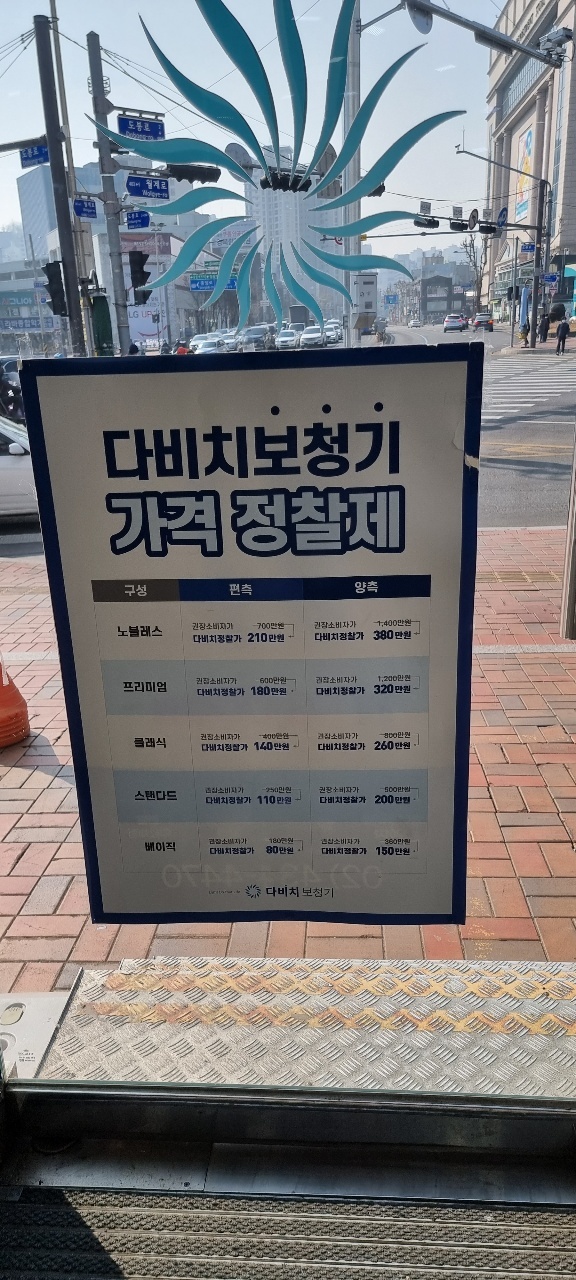 도봉로
월계로
Wolgye-ro
도봉로
LG UP
다비치보청기
가격 정찰제
구성 편측 양측
노블레스 권장소비자가 700만원 권장소비자가 1,400만원
다비치정찰가 210만원 다비치정찰가 380만원
프리미엄 권장소비자가 600만원 권장소비자가 1,200만원
다비치정찰가 180만원 다비치정찰가 320만원
클래식 권장소비자가 400만원 권장소비자가 800만원
다비치정찰가 140만원 다비치정찰가 260만원
스탠다드 권장소비자가 250만원 권장소비자가 500만원
다비치정찰가 110만원 다비치정찰가 200만원
베이직 권장소비자가 180만원 권장소비자가 360만원
다비치정찰가 80만원 다비치정찰가 150만원
다비치보청기